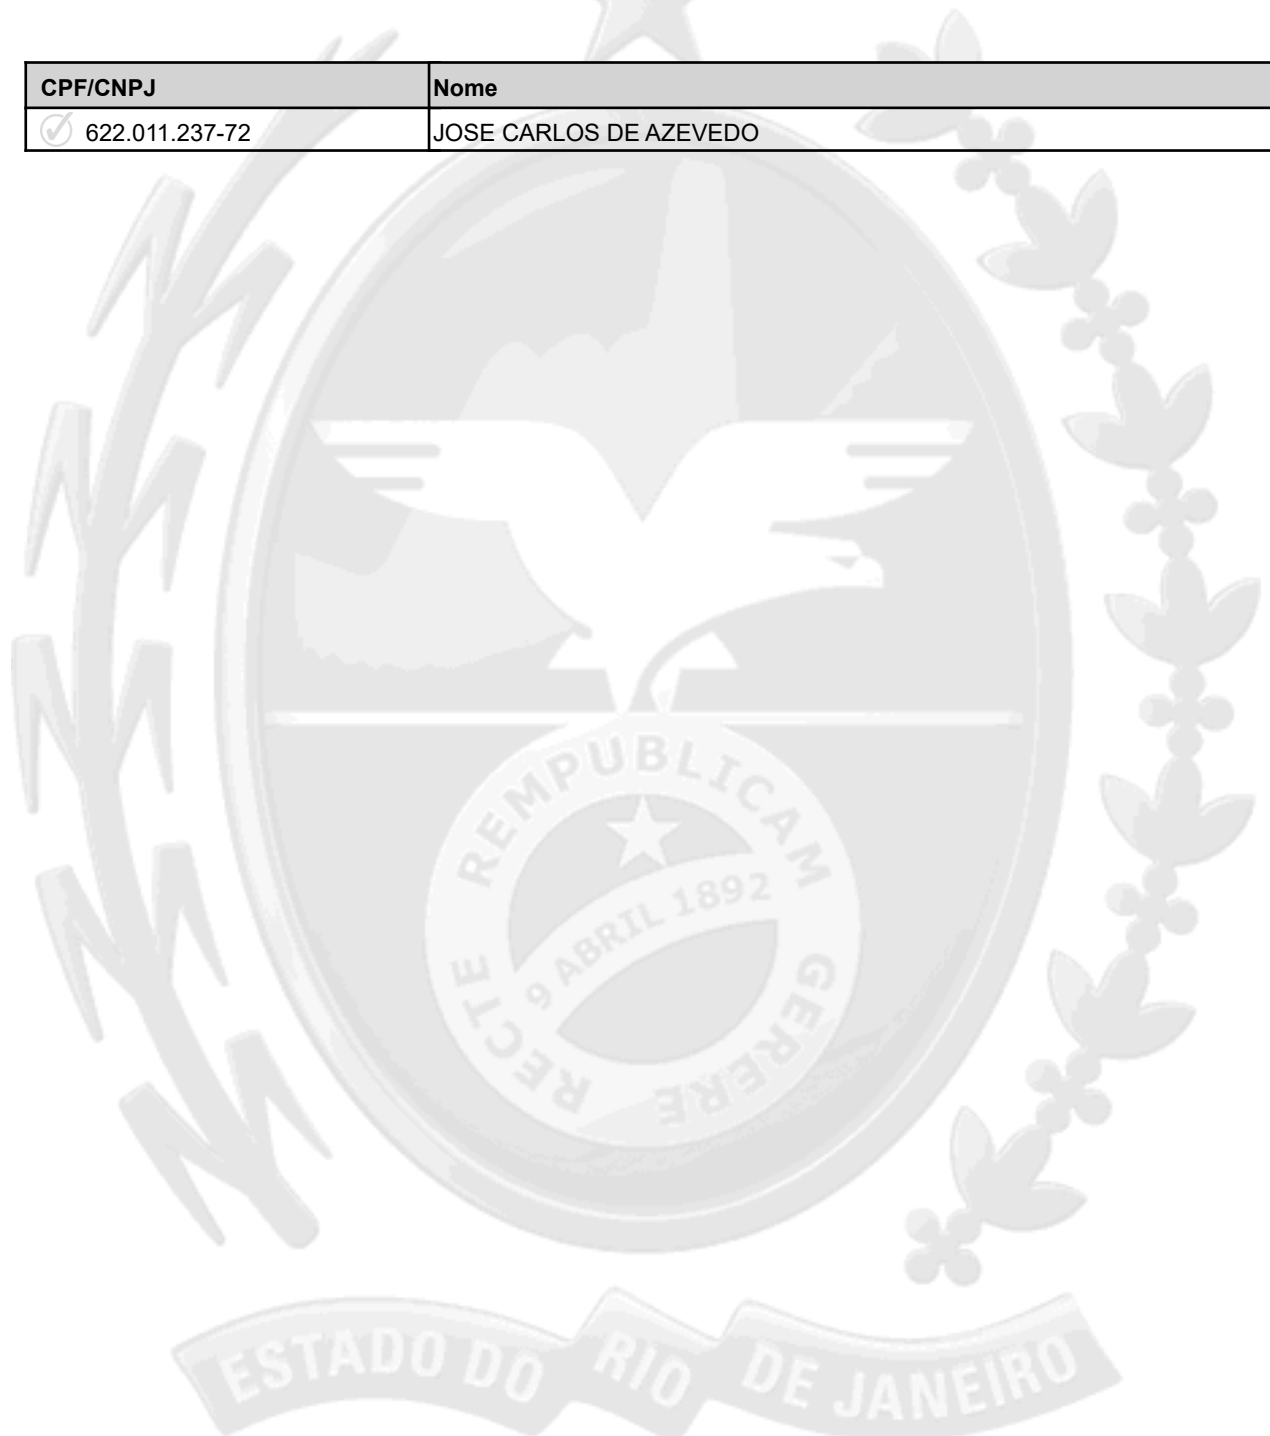 CPF/CNPJ Nome
622.011.237-72 JOSE CARLOS DE AZEVEDO
REMPUBLICAM
9 ABRIL 1892
RECTE GERERE
ESTADO DO RIO DE JANEIRO